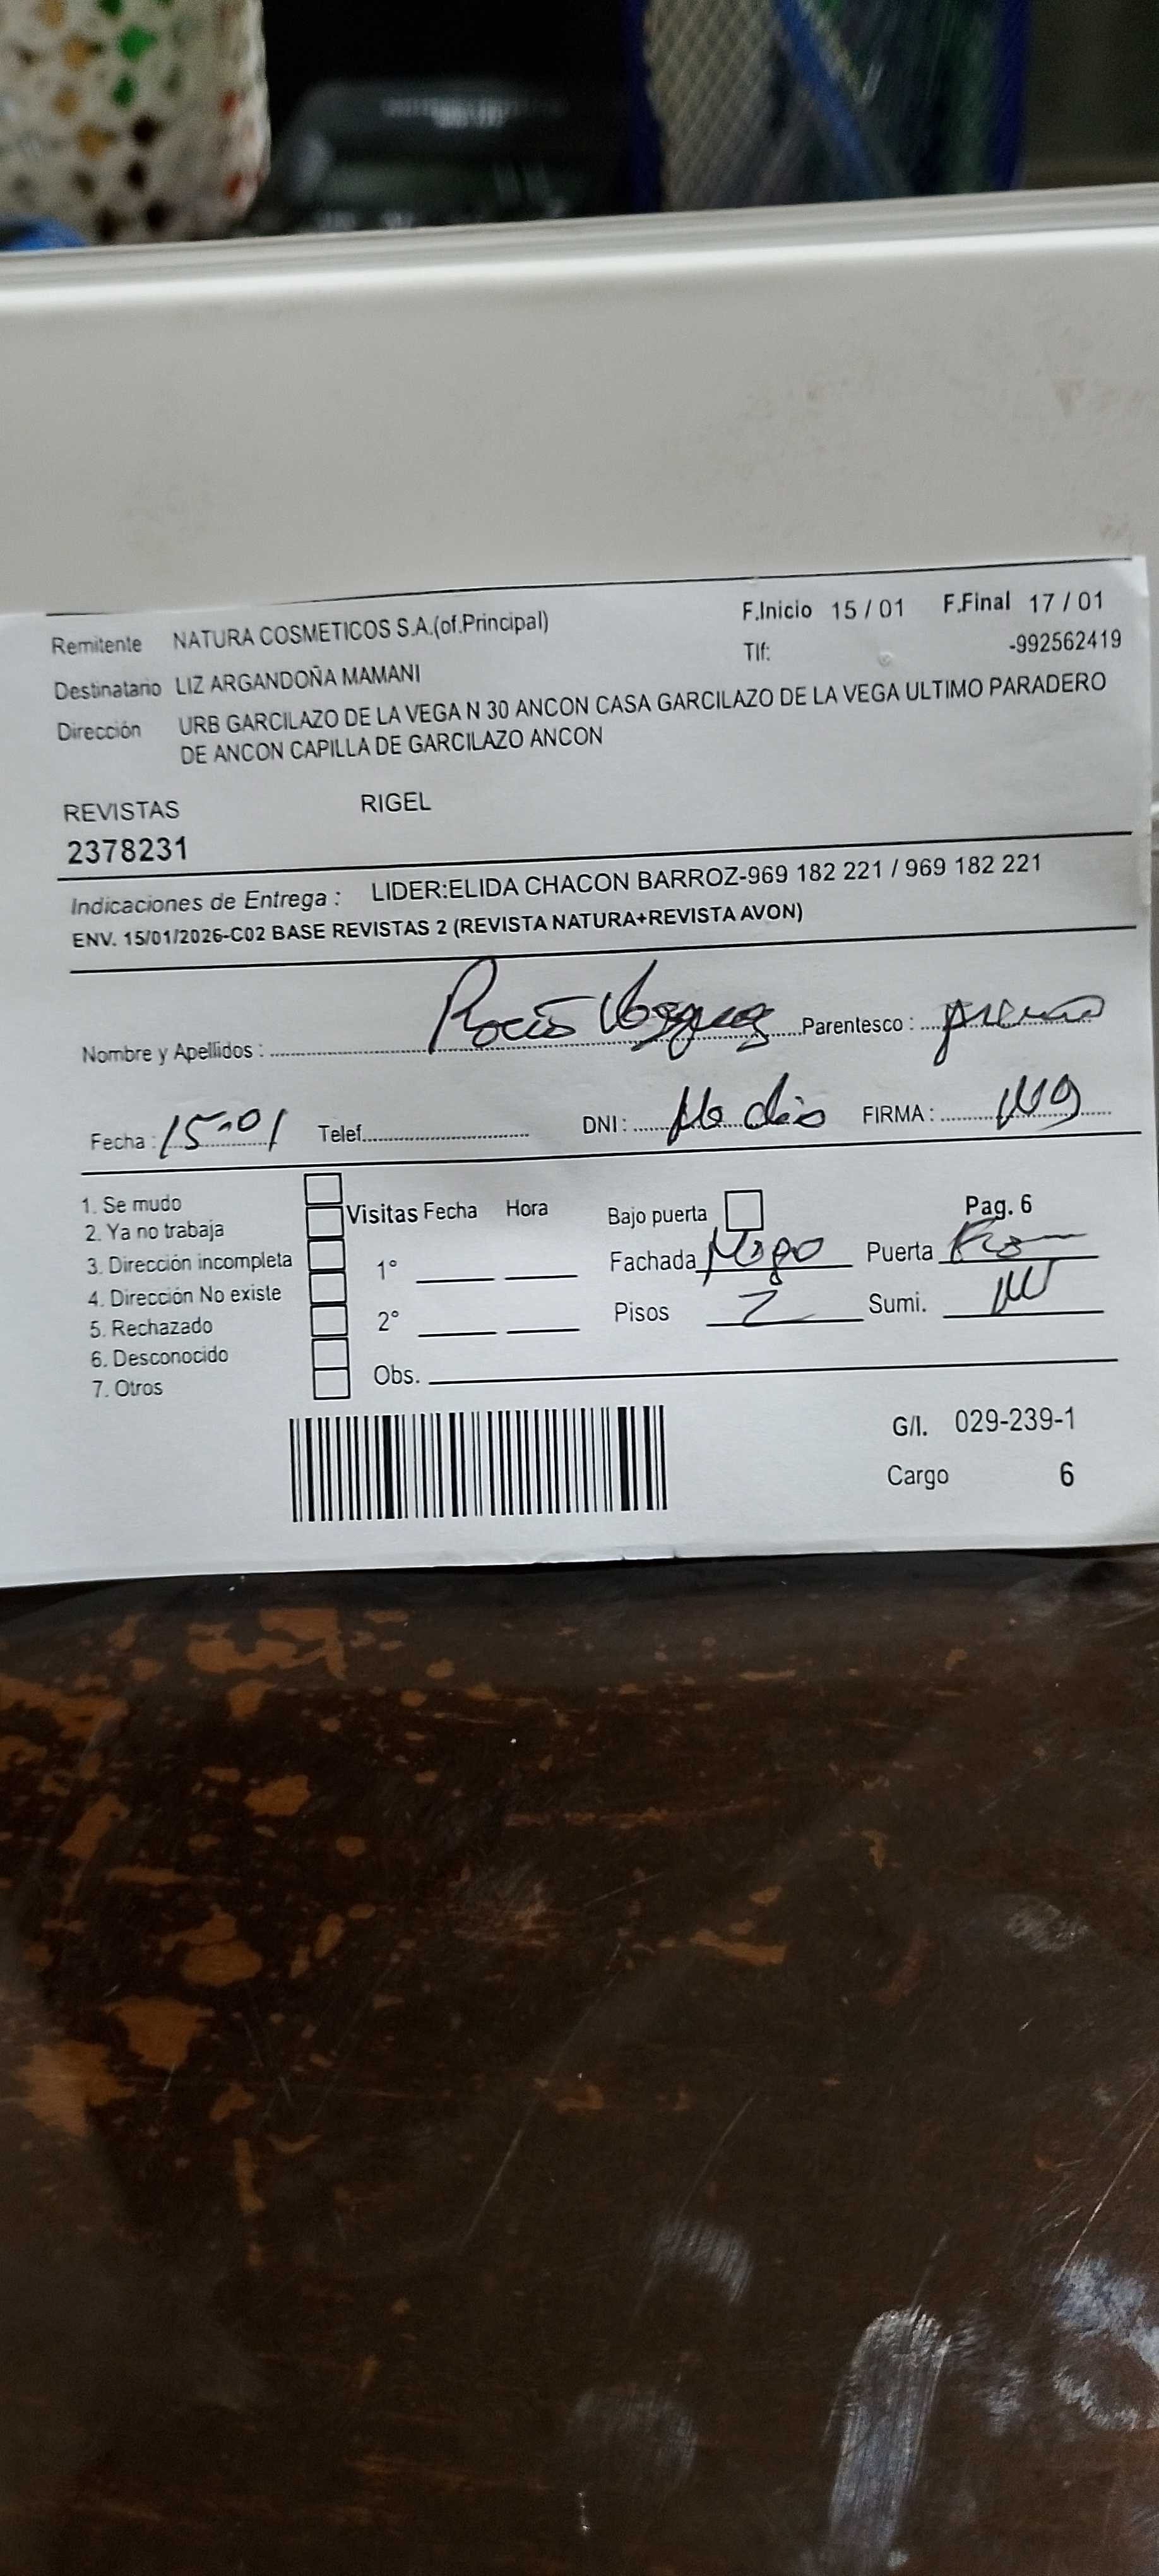 Remitente NATURA COSMETICOS S.A.(of.Principal) F.Inicio 15 / 01 F.Final 17 / 01
Tlf: -992562419
Destinatario LIZ ARGANDOÑA MAMANI
Dirección URB GARCILAZO DE LA VEGA N 30 ANCON CASA GARCILAZO DE LA VEGA ULTIMO PARADERO
DE ANCON CAPILLA DE GARCILAZO ANCON
REVISTAS RIGEL
2378231
Indicaciones de Entrega : LIDER:ELIDA CHACON BARROZ-969 182 221 / 969 182 221
ENV. 15/01/2026-C02 BASE REVISTAS 2 (REVISTA NATURA+REVISTA AVON)
Nombre y Apellidos : Rocio Vasquez Parentesco :
Fecha : 15-01 Telef. DNI : No dio FIRMA :
1. Se mudo
2. Ya no trabaja
3. Dirección incompleta
4. Dirección No existe
5. Rechazado
6. Desconocido
7. Otros
Visitas Fecha Hora
1°
2°
Obs.
Bajo puerta Pag. 6
Fachada Puerta
Pisos 2 Sumi.
G/I. 029-239-1
Cargo 6